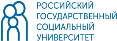 РОССИЙСКИЙ
ГОСУДАРСТВЕННЫЙ
СОЦИАЛЬНЫЙ
УНИВЕРСИТЕТ